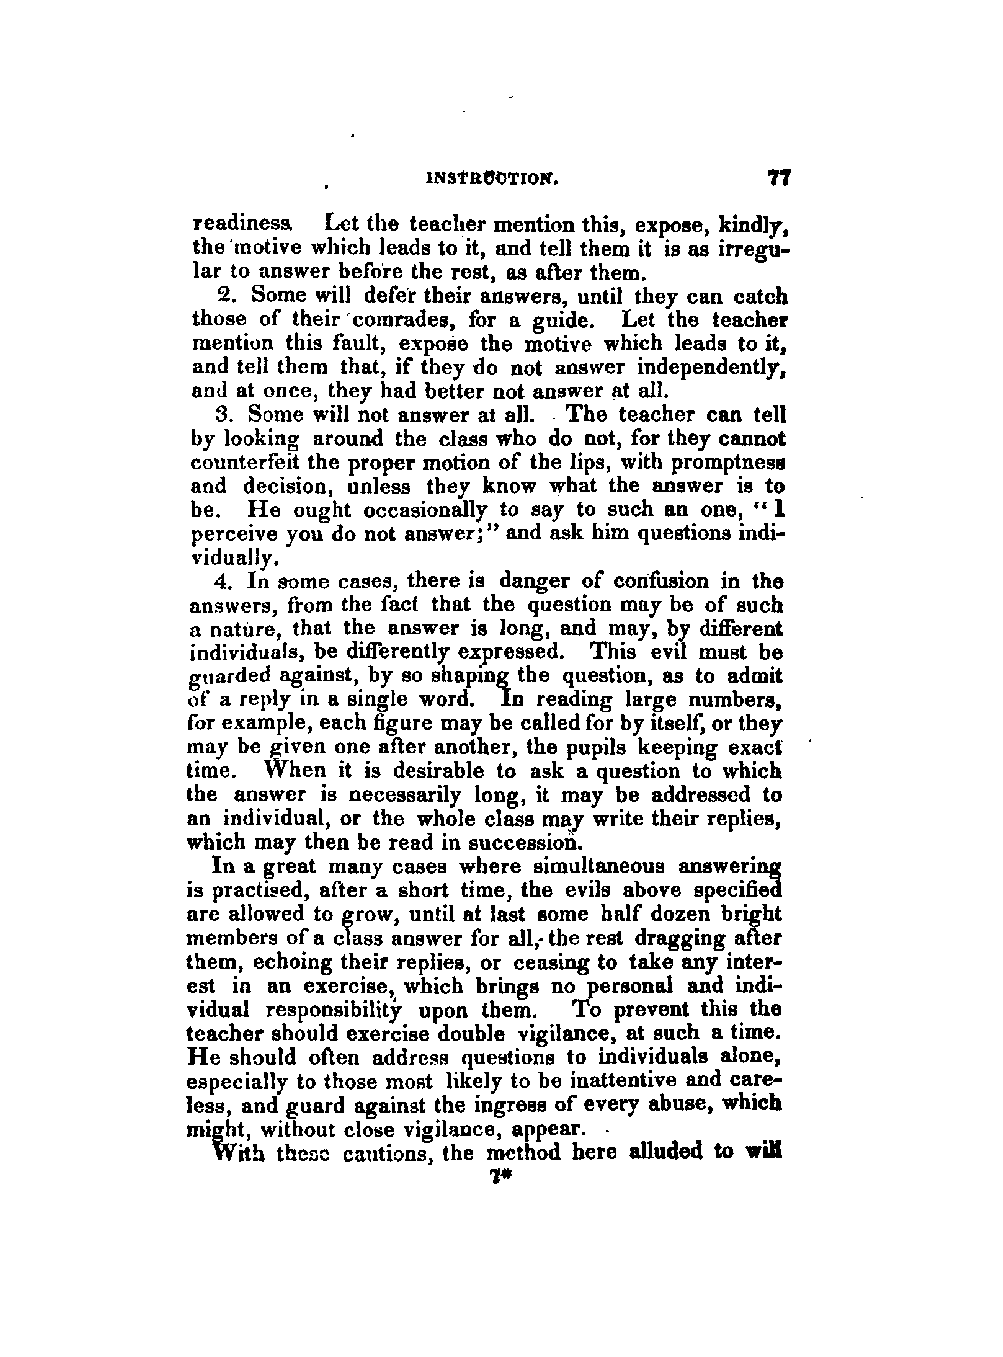 INSTRUCTION. 77
readiness Let the teacher mention this, expose, kindly,
the motive which leads to it, and tell them it is as irregu-
lar to answer before the rest, as after them.
2. Some will defer their answers, until they can catch
those of their comrades, for a guide. Let the teacher
mention this fault, expose the motive which leads to it,
and tell them that, if they do not answer independently,
and at once, they had better not answer at all.
3. Some will not answer at all. The teacher can tell
by looking around the class who do not, for they cannot
counterfeit the proper motion of the lips, with promptness
and decision, unless they know what the answer is to
be. He ought occasionally to say to such an one, "I
perceive you do not answer;" and ask him questions indi-
vidually.
4. In some cases, there is danger of confusion in the
answers, from the fact that the question may be of such
a nature, that the answer is long, and may, by different
individuals, be differently expressed. This evil must be
guarded against, by so shaping the question, as to admit
of a reply in a single word. In reading large numbers,
for example, each figure may be called for by itself, or they
may be given one after another, the pupils keeping exact
time. When it is desirable to ask a question to which
the answer is necessarily long, it may be addressed to
an individual, or the whole class may write their replies,
which may then be read in succession.
In a great many cases where simultaneous answering
is practised, after a short time, the evils above specified
are allowed to grow, until at last some half dozen bright
members of a class answer for all, the rest dragging after
them, echoing their replies, or ceasing to take any inter-
est in an exercise, which brings no personal and indi-
vidual responsibility upon them. To prevent this the
teacher should exercise double vigilance, at such a time.
He should often address questions to individuals alone,
especially to those most likely to be inattentive and care-
less, and guard against the ingress of every abuse, which
might, without close vigilance, appear.
With these cautions, the method here alluded to will
7*